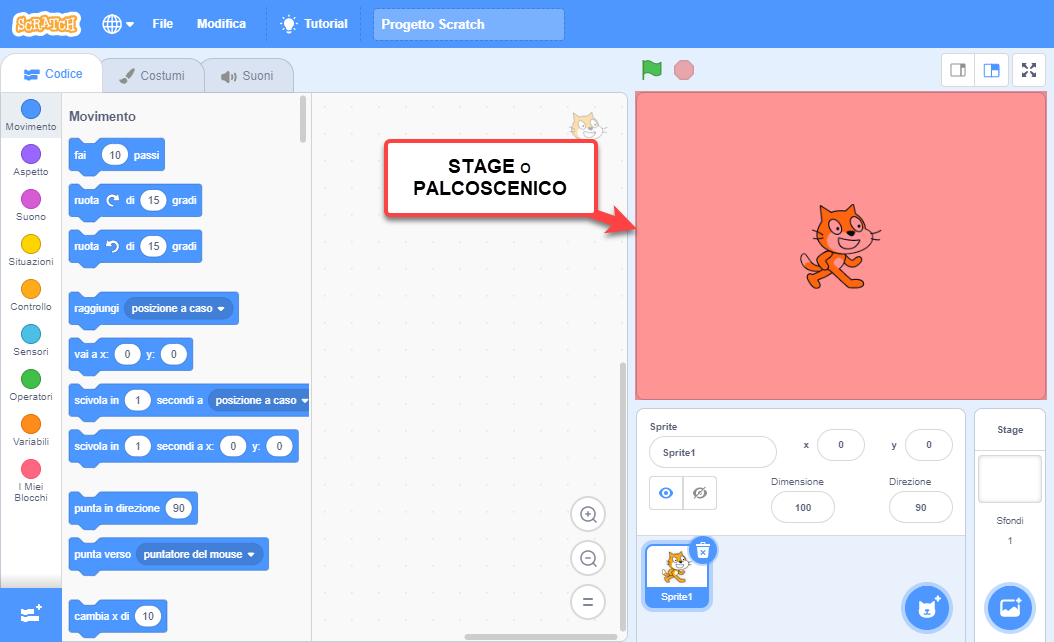 SCRATCH
File
Modifica
Tutorial
Progetto Scratch
Codice
Costumi
Suoni
Movimento
Aspetto
Suono
Situazioni
Controllo
Sensori
Operatori
Variabili
I Miei
Blocchi
Movimento
fai 10 passi
ruota di 15 gradi
ruota di 15 gradi
raggiungi posizione a caso
vai a x: 0 y: 0
scivola in 1 secondi a posizione a caso
scivola in 1 secondi a x: 0 y: 0
punta in direzione 90
punta verso puntatore del mouse
cambia x di 10
STAGE o
PALCOSCENICO
Sprite
Sprite1
x 0
y 0
Dimensione
100
Direzione
90
Sprite1
Stage
Sfondi
1